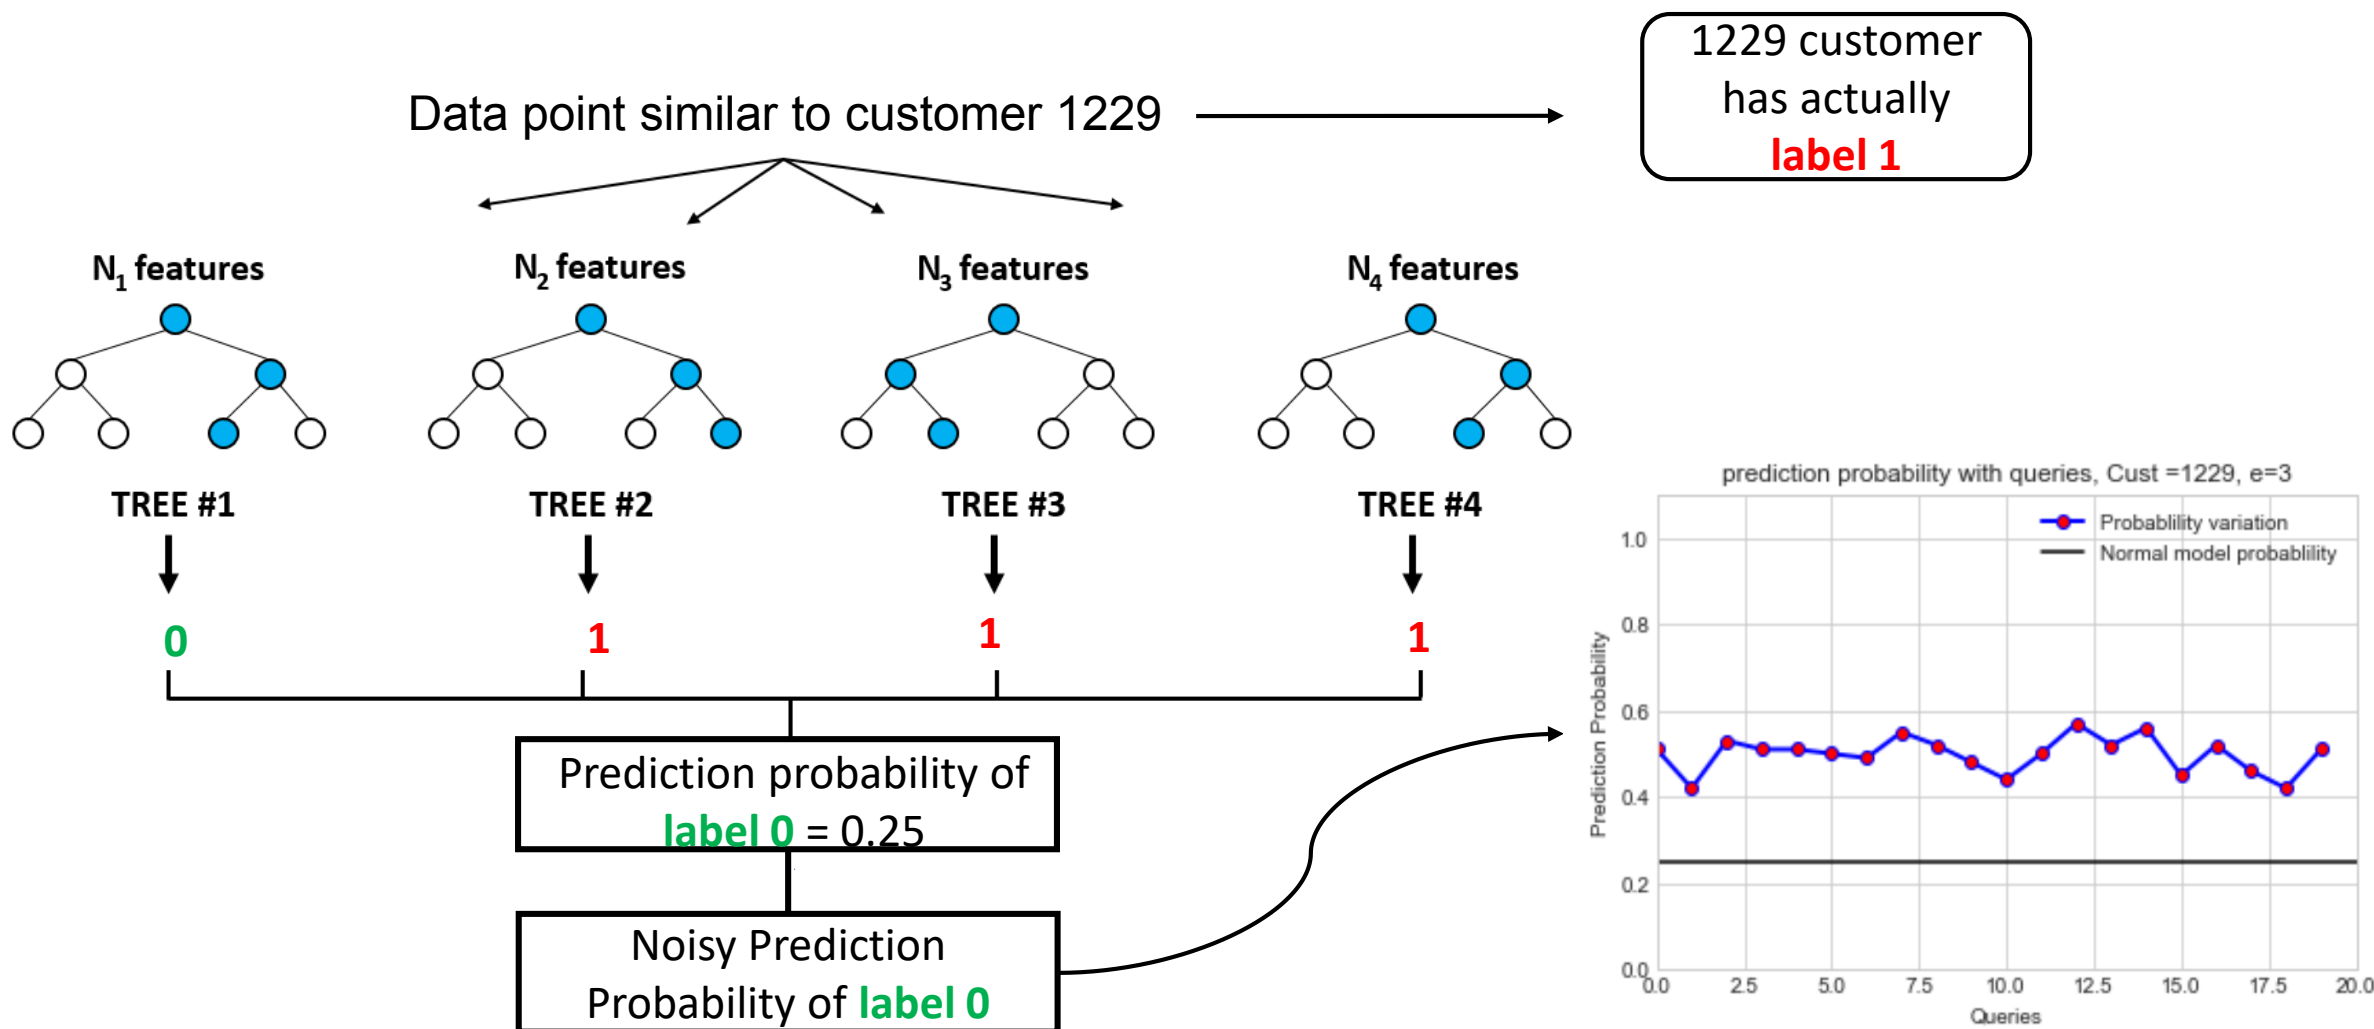 Data point similar to customer 1229
1229 customer
has actually
label 1
N1 features
N2 features
N3 features
N4 features
TREE #1
TREE #2
TREE #3
TREE #4
0
1
1
1
Prediction probability of
label 0 = 0.25
Noisy Prediction
Probability of label 0
prediction probability with queries, Cust =1229, e=3
Probablility variation
Normal model probablility
Prediction Probability
1.0
0.8
0.6
0.4
0.2
0.0
0.0 2.5 5.0 7.5 10.0 12.5 15.0 17.5 20.0
Queries